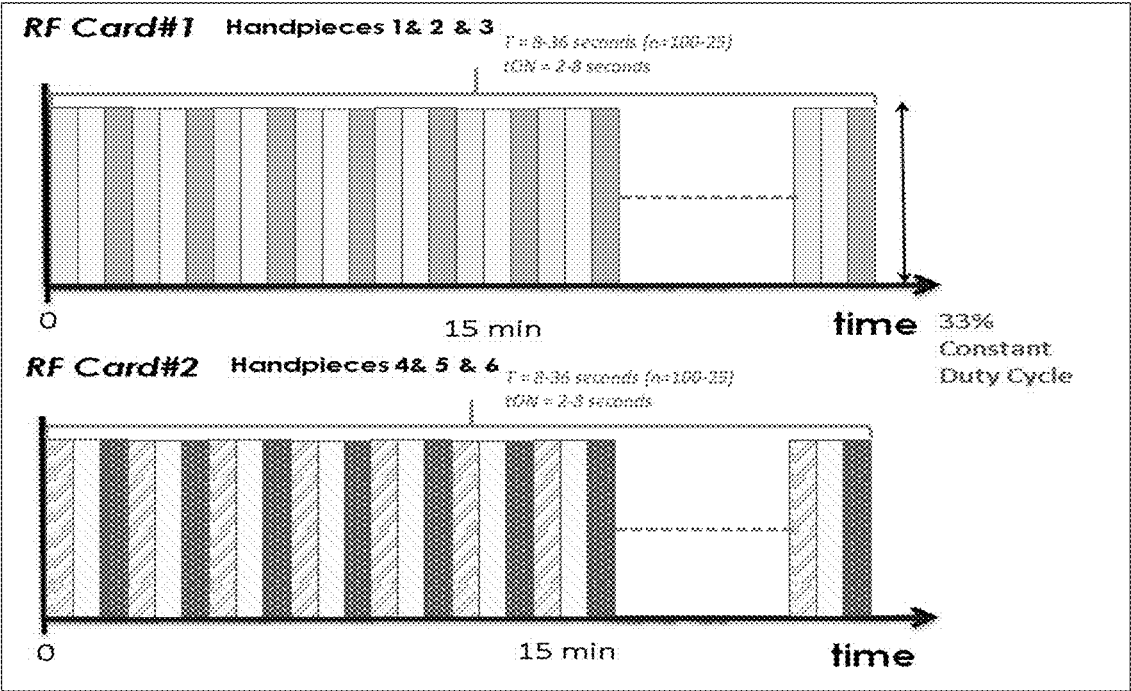 RF Card#1 Handpieces 1& 2 & 3
T = 8-36 seconds (n=100-25)
tON = 2-8 seconds
0
15 min
time
33%
Constant
Duty Cycle
RF Card#2 Handpieces 4& 5 & 6
T = 8-36 seconds (n=100-25)
tON = 2-8 seconds
0
15 min
time